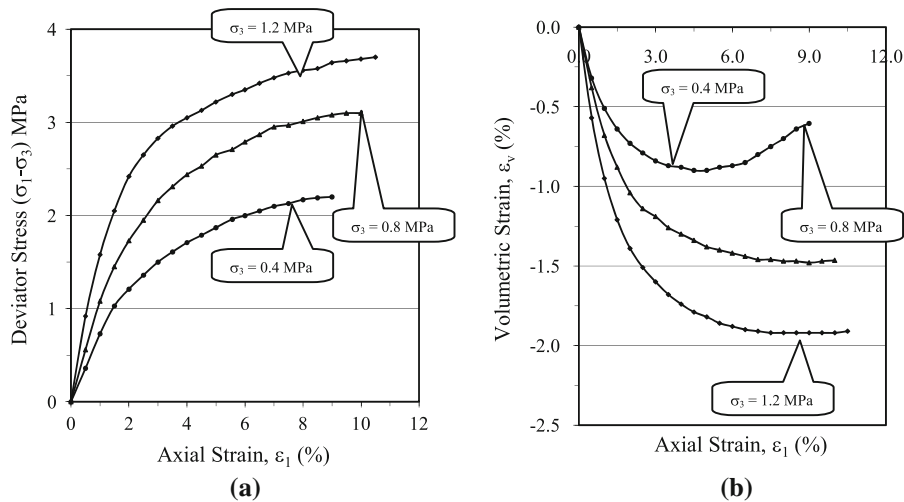 4
3
2
1
0
0 2 4 6 8 10 12
Deviator Stress (σ₁-σ₃) MPa
Axial Strain, ε₁ (%)
σ₃ = 1.2 MPa
σ₃ = 0.8 MPa
σ₃ = 0.4 MPa
(a)
0.0
-0.5
-1.0
-1.5
-2.0
-2.5
0.0 3.0 6.0 9.0 12.0
Volumetric Strain, εᵥ (%)
Axial Strain, ε₁ (%)
σ₃ = 0.4 MPa
σ₃ = 0.8 MPa
σ₃ = 1.2 MPa
(b)